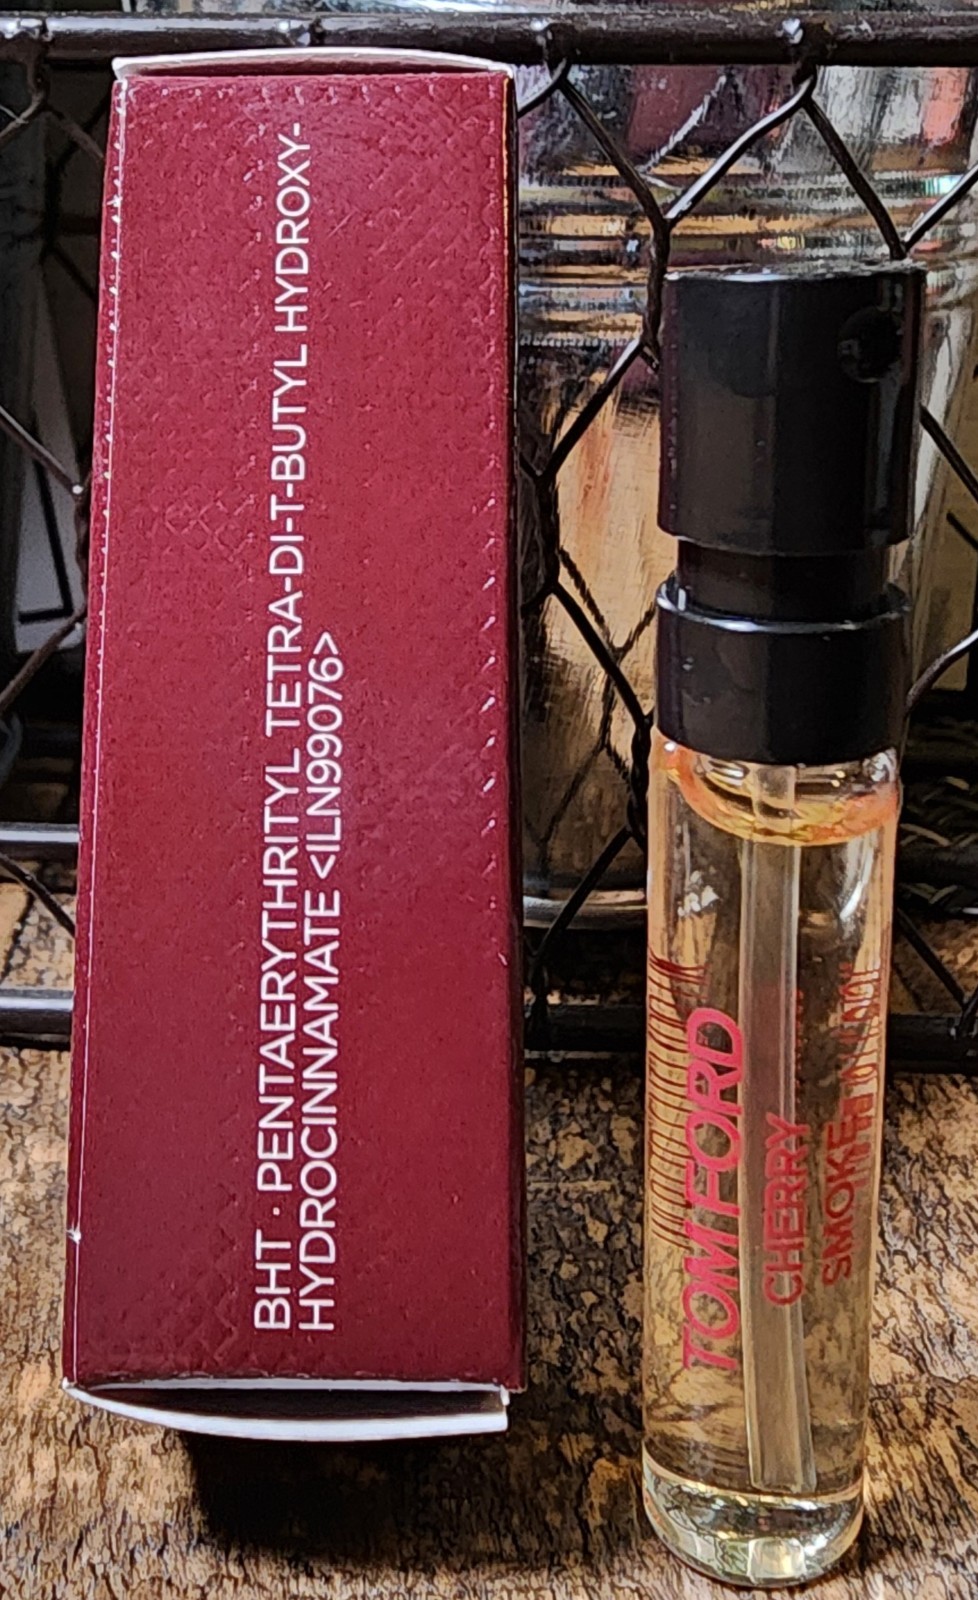 BHT · PENTAERYTHRITYL TETRA-DI-T-BUTYL HYDROXY-
HYDROCINNAMATE <ILN99076>
TOM FORD
CHERRY
SMOKE